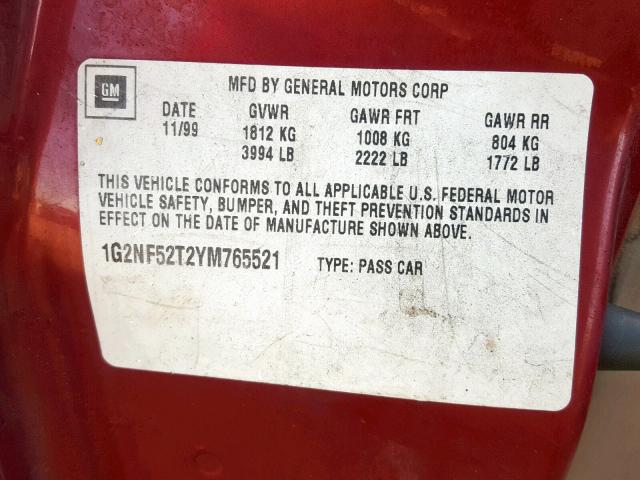 GM
MFD BY GENERAL MOTORS CORP
DATE GVWR GAWR FRT GAWR RR
11/99 1812 KG 1008 KG 804 KG
3994 LB 2222 LB 1772 LB
THIS VEHICLE CONFORMS TO ALL APPLICABLE U.S. FEDERAL MOTOR
VEHICLE SAFETY, BUMPER, AND THEFT PREVENTION STANDARDS IN
EFFECT ON THE DATE OF MANUFACTURE SHOWN ABOVE.
1G2NF52T2YM765521 TYPE: PASS CAR